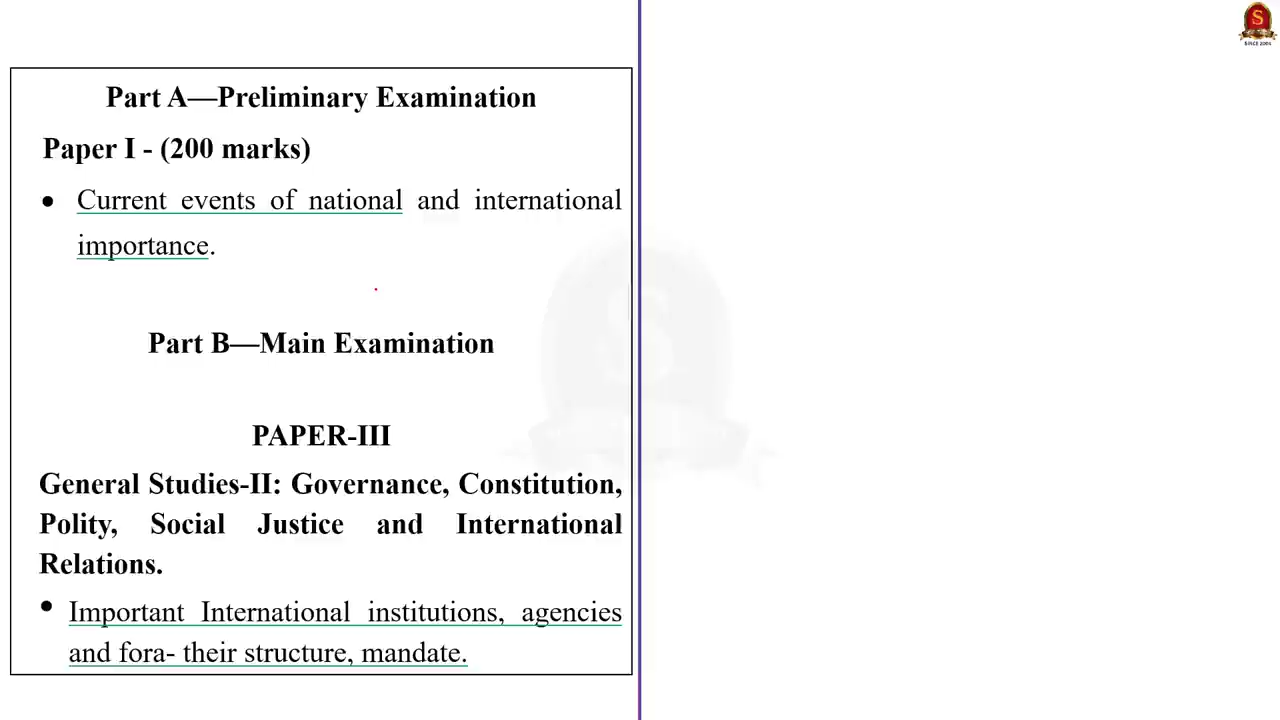 S
SINCE 2004
Part A—Preliminary Examination
Paper I - (200 marks)
• Current events of national and international
importance.
Part B—Main Examination
PAPER-III
General Studies-II: Governance, Constitution,
Polity, Social Justice and International
Relations.
• Important International institutions, agencies
and fora- their structure, mandate.